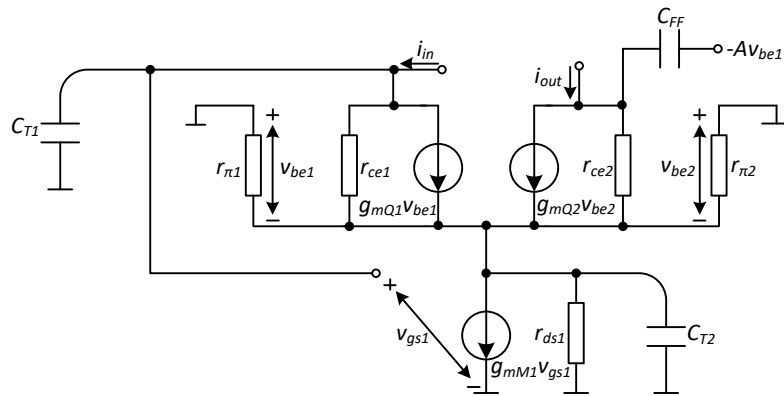 C_FF
i_in
-Av_be1
i_out
C_T1
+
+
r_π1
v_be1
r_ce1
r_ce2
v_be2
r_π2
–
g_mQ1v_be1
g_mQ2v_be2
–
+
v_gs1
r_ds1
C_T2
–
g_mM1v_gs1